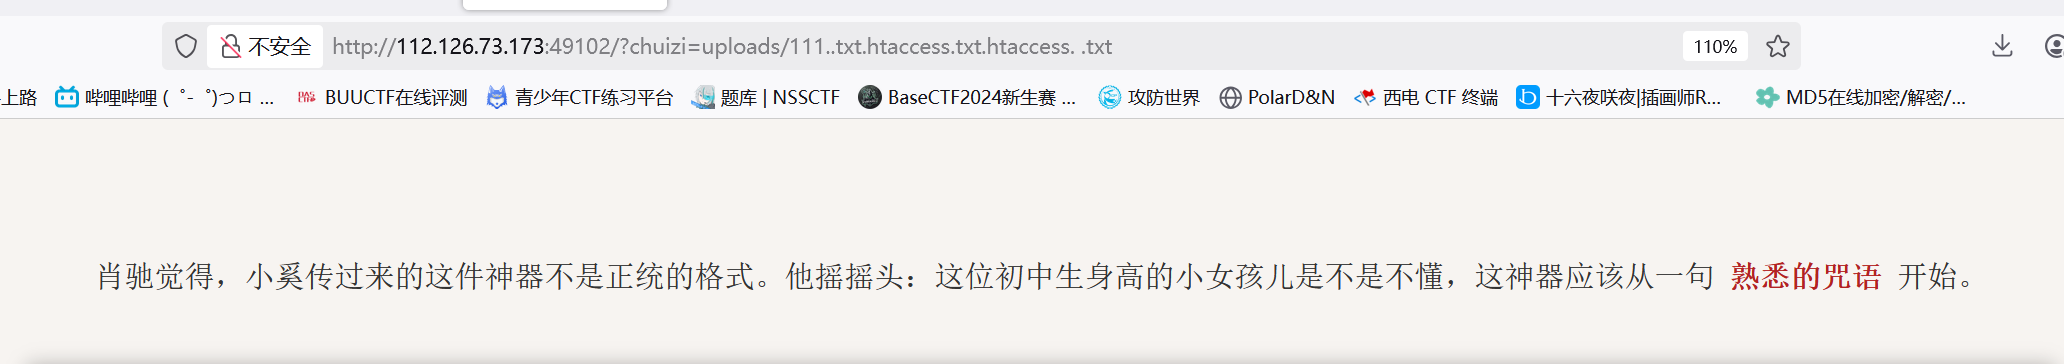 不安全 http://112.126.73.173:49102/?chuizi=uploads/111..txt.htaccess.txt.htaccess. .txt 110%
上路 哔哩哔哩 ( ゜- ゜)つロ ... BUUCTF在线评测 青少年CTF练习平台 题库 | NSSCTF BaseCTF2024新生赛 ... 攻防世界 PolarD&N 西电 CTF 终端 十六夜咲夜|插画师R... MD5在线加密/解密/...
肖驰觉得，小奚传过来的这件神器不是正统的格式。他摇摇头：这位初中生身高的小女孩儿是不是不懂，这神器应该从一句 熟悉的咒语 开始。